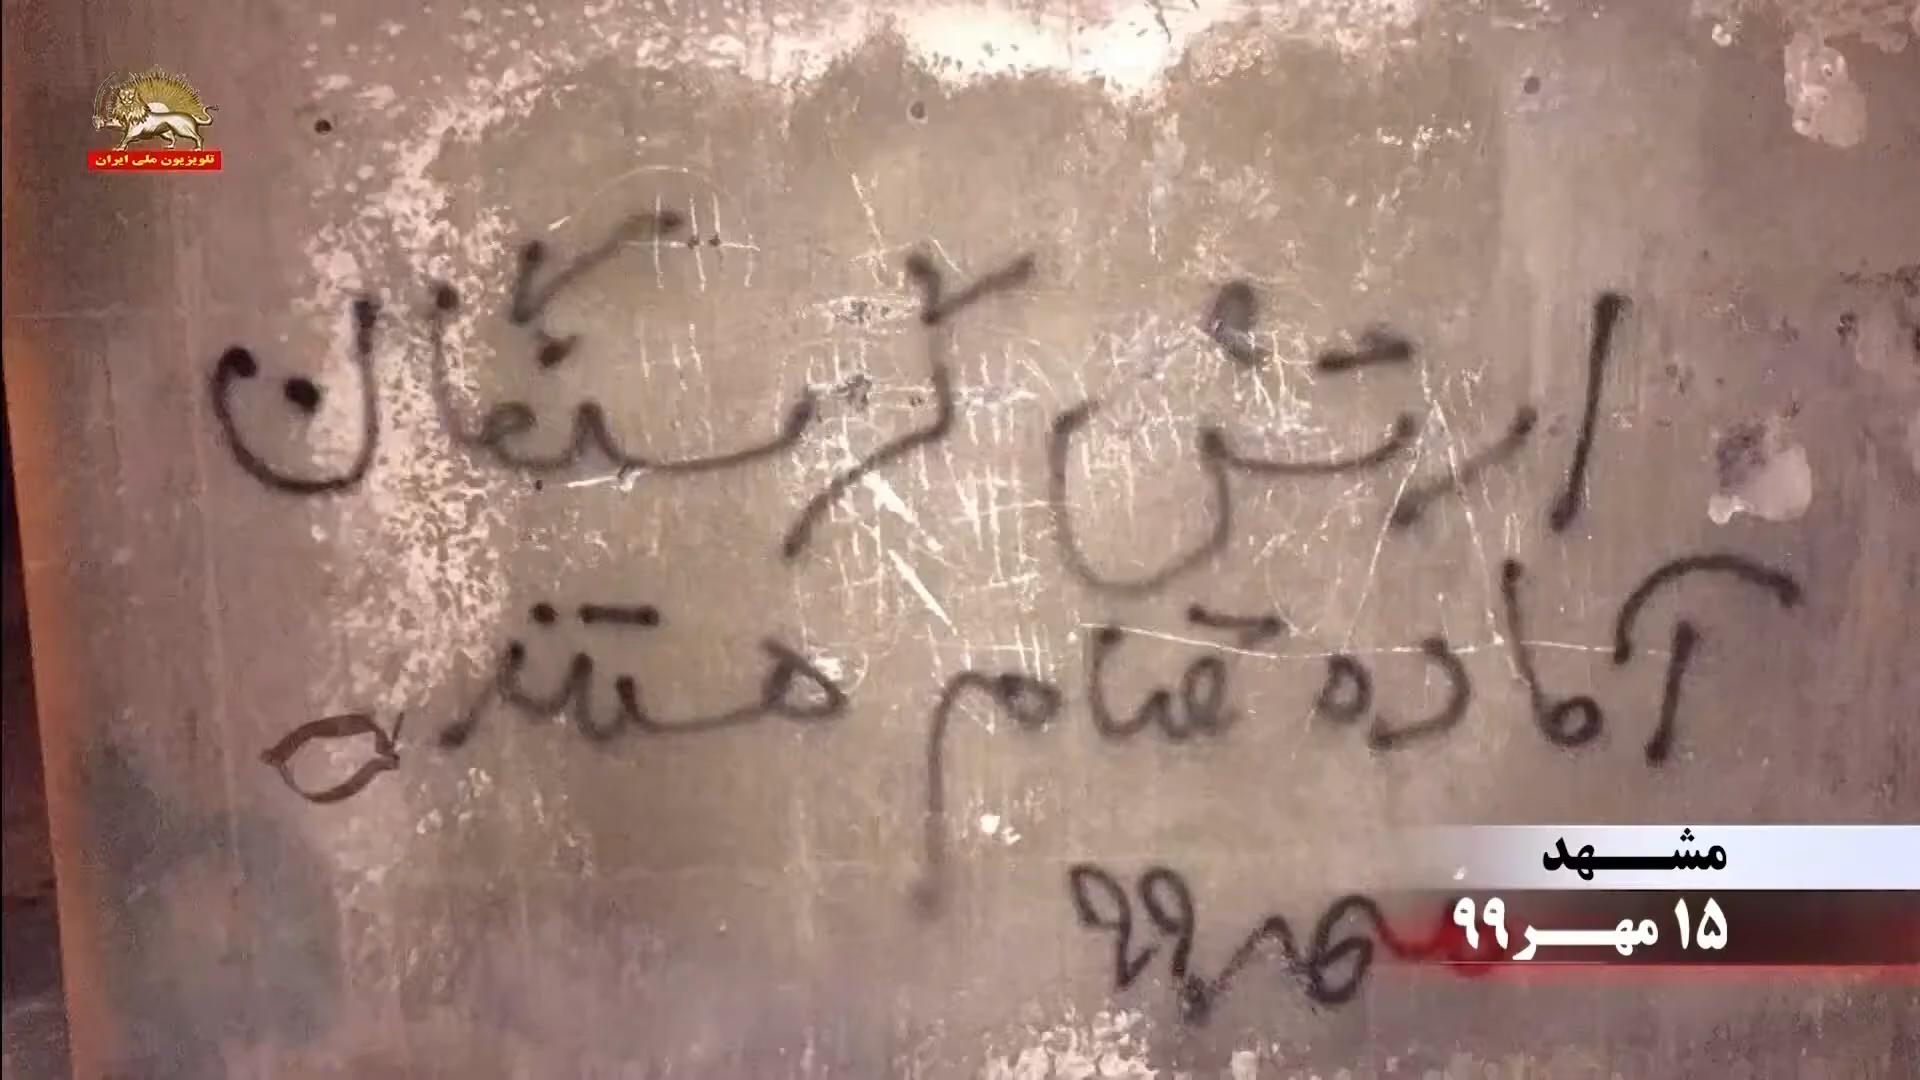 تلویزیون ملی ایران
ارتش گرسنگان
آماده قیام هستند
مهر ۹۹
مشهد
۱۵ مهر ۹۹